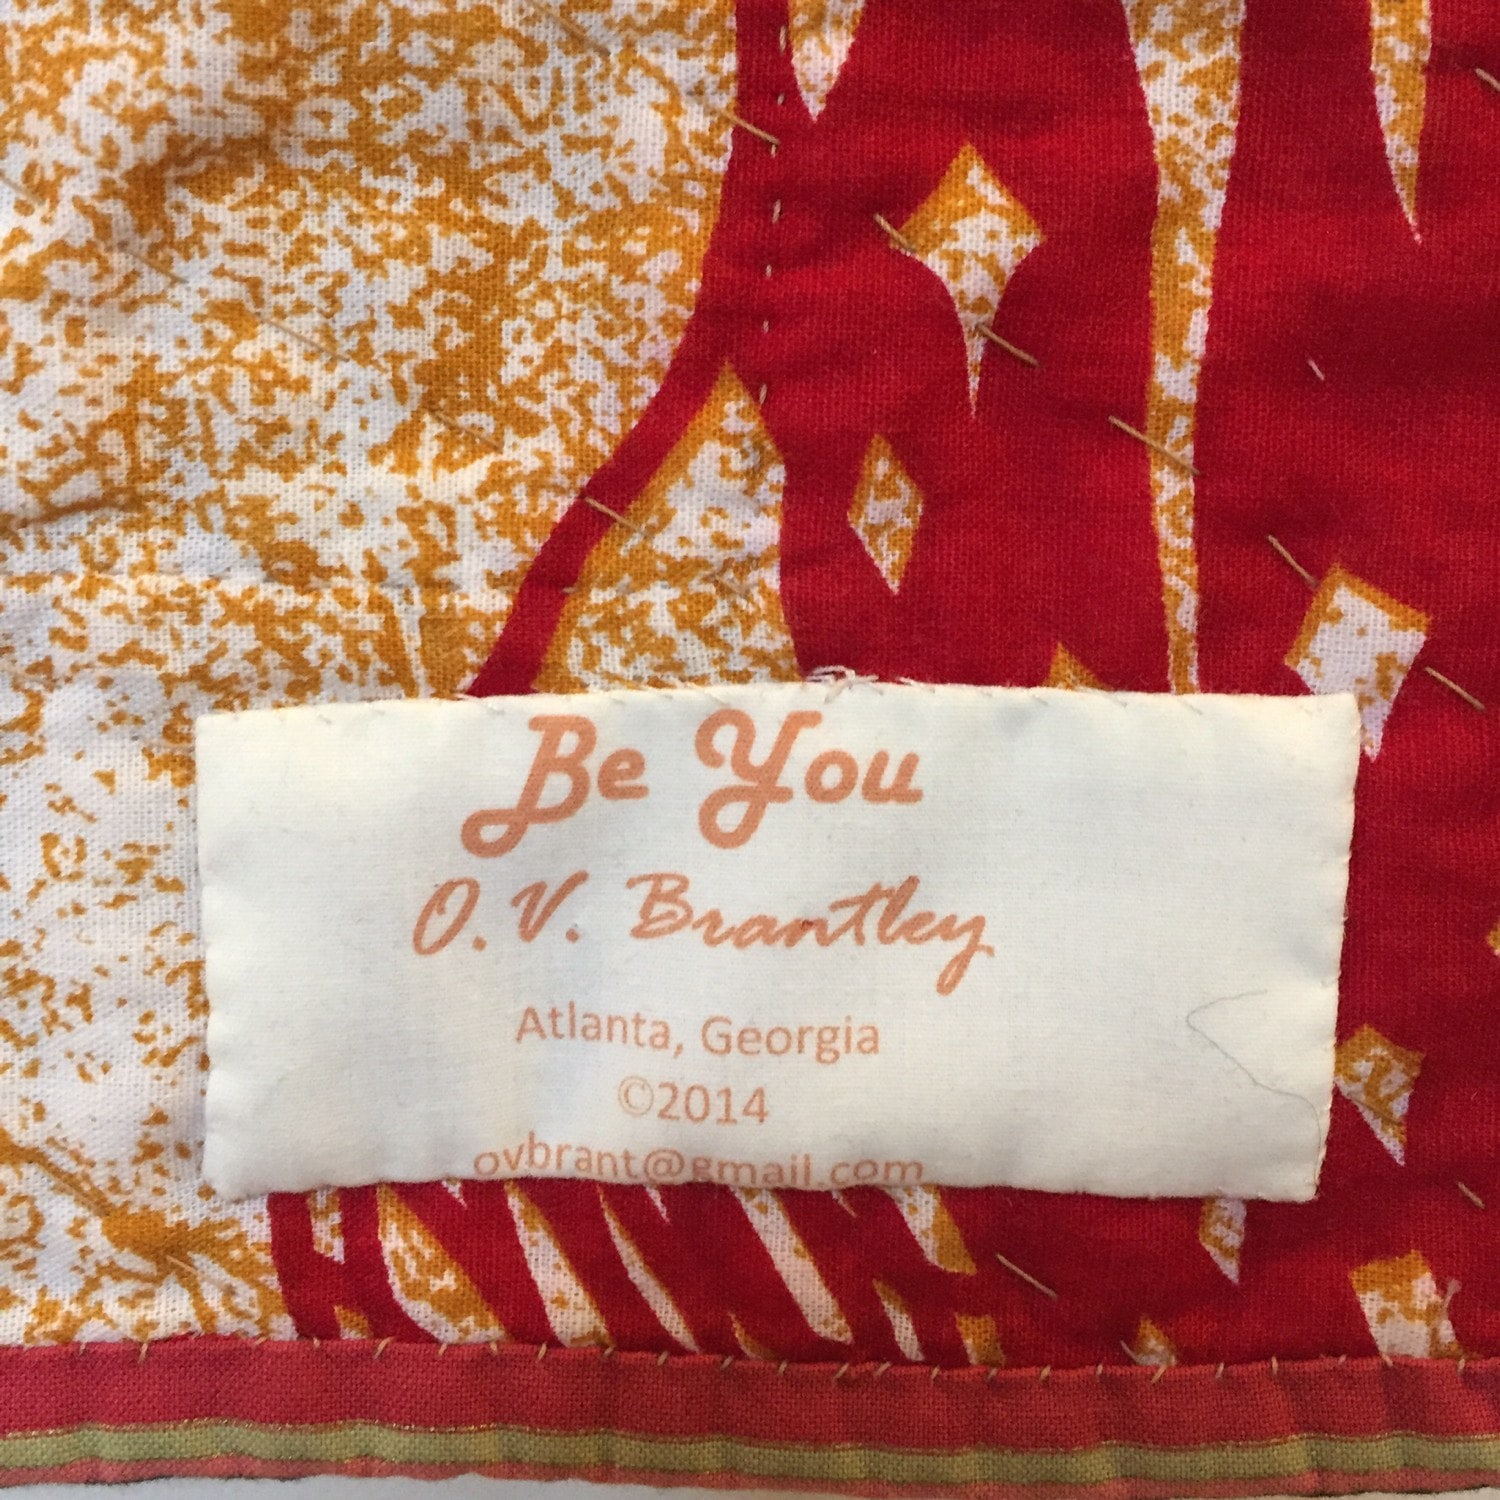 Be You
O. V. Brantley
Atlanta, Georgia
©2014
ovbrant@gmail.com